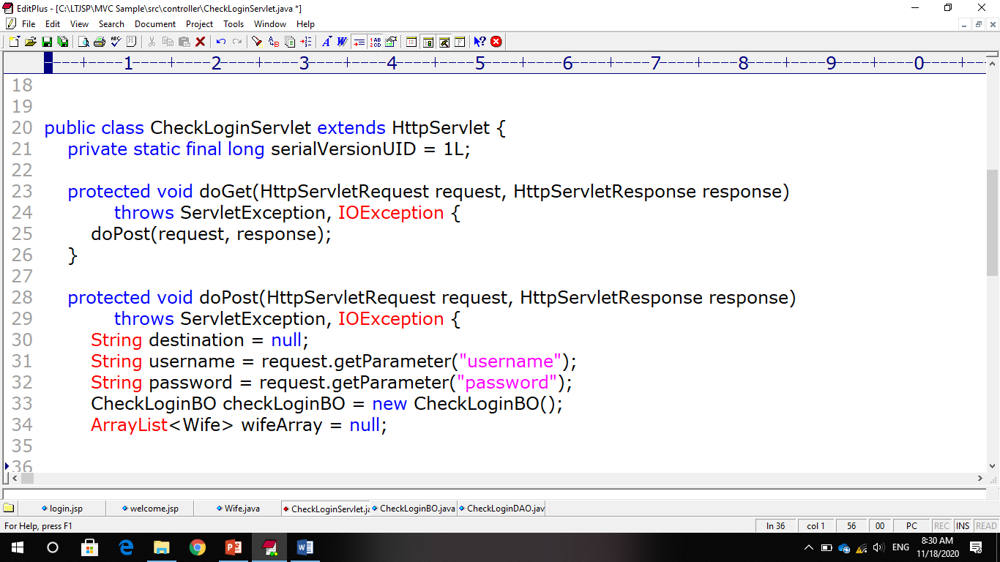 EditPlus - [C:\LTJSP\MVC Sample\src\controller\CheckLoginServlet.java *]
File Edit View Search Document Project Tools Window Help
----+----1----+----2----+----3----+----4----+----5----+----6----+----7----+----8----+----9----+----0----+--
18
19
20 public class CheckLoginServlet extends HttpServlet {
21 private static final long serialVersionUID = 1L;
22
23 protected void doGet(HttpServletRequest request, HttpServletResponse response)
24 throws ServletException, IOException {
25 doPost(request, response);
26 }
27
28 protected void doPost(HttpServletRequest request, HttpServletResponse response)
29 throws ServletException, IOException {
30 String destination = null;
31 String username = request.getParameter("username");
32 String password = request.getParameter("password");
33 CheckLoginBO checkLoginBO = new CheckLoginBO();
34 ArrayList<Wife> wifeArray = null;
35
36
login.jsp welcome.jsp Wife.java CheckLoginServlet.ja CheckLoginBO.java CheckLoginDAO.jav
For Help, press F1 ln 36 col 1 56 00 PC REC INS READ
ENG 8:30 AM
11/18/2020